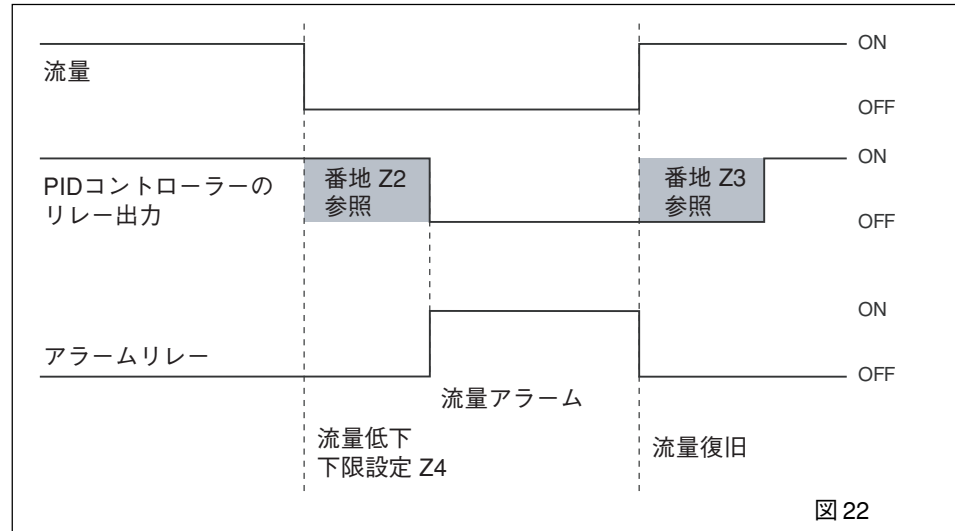 ON
流量
OFF
ON
PIDコントローラーの
リレー出力
番地 Z2
参照
番地 Z3
参照
OFF
ON
アラームリレー
OFF
流量アラーム
流量低下
下限設定 Z4
流量復旧
図 22